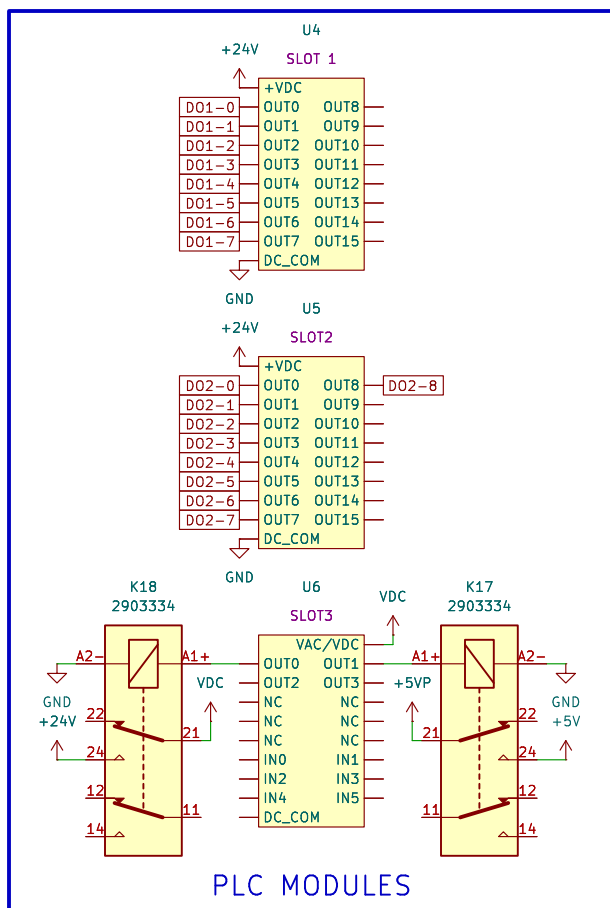 U4
SLOT 1
+24V
+VDC
DO1-0 OUT0 OUT8
DO1-1 OUT1 OUT9
DO1-2 OUT2 OUT10
DO1-3 OUT3 OUT11
DO1-4 OUT4 OUT12
DO1-5 OUT5 OUT13
DO1-6 OUT6 OUT14
DO1-7 OUT7 OUT15
DC_COM
GND
U5
SLOT2
+24V
+VDC
DO2-0 OUT0 OUT8 DO2-8
DO2-1 OUT1 OUT9
DO2-2 OUT2 OUT10
DO2-3 OUT3 OUT11
DO2-4 OUT4 OUT12
DO2-5 OUT5 OUT13
DO2-6 OUT6 OUT14
DO2-7 OUT7 OUT15
DC_COM
GND
K18 U6 K17
2903334 SLOT3 VDC 2903334
VAC/VDC
A2- A1+ OUT0 OUT1 A1+ A2-
VDC OUT2 OUT3 +5VP
GND NC NC GND
+24V 22 NC NC 22 +5V
21 NC NC 21
24 IN0 IN1 24
IN2 IN3
12 IN4 IN5 12
11 DC_COM 11
14 14
PLC MODULES